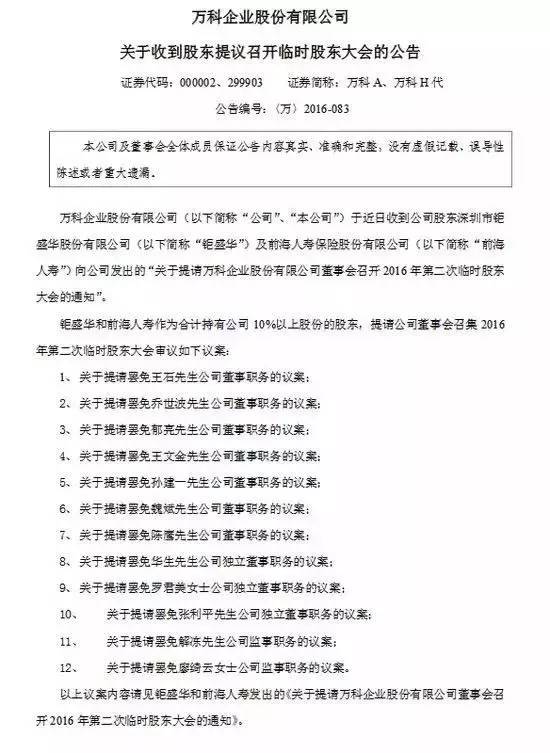 万科企业股份有限公司
关于收到股东提议召开临时股东大会的公告
证券代码：000002、299903 证券简称：万科 A、万科 H 代
公告编号：〈万〉2016-083
本公司及董事会全体成员保证公告内容真实、准确和完整，没有虚假记载、误导性
陈述或者重大遗漏。
万科企业股份有限公司（以下简称“公司”、“本公司”）于近日收到公司股东深圳市钜
盛华股份有限公司（以下简称“钜盛华”）及前海人寿保险股份有限公司（以下简称“前海
人寿”）向公司发出的“关于提请万科企业股份有限公司董事会召开 2016 年第二次临时股东
大会的通知”。
钜盛华和前海人寿作为合计持有公司 10%以上股份的股东，提请公司董事会召集 2016
年第二次临时股东大会审议如下议案：
1、 关于提请罢免王石先生公司董事职务的议案；
2、 关于提请罢免乔世波先生公司董事职务的议案；
3、 关于提请罢免郁亮先生公司董事职务的议案；
4、 关于提请罢免王文金先生公司董事职务的议案；
5、 关于提请罢免孙建一先生公司董事职务的议案；
6、 关于提请罢免魏斌先生公司董事职务的议案；
7、 关于提请罢免陈鹰先生公司董事职务的议案；
8、 关于提请罢免华生先生公司独立董事职务的议案；
9、 关于提请罢免罗君美女士公司独立董事职务的议案；
10、 关于提请罢免张利平先生公司独立董事职务的议案；
11、 关于提请罢免解冻先生公司监事职务的议案；
12、 关于提请罢免廖绮云女士公司监事职务的议案。
以上议案内容请见钜盛华和前海人寿发出的《关于提请万科企业股份有限公司董事会召
开 2016 年第二次临时股东大会的通知》。